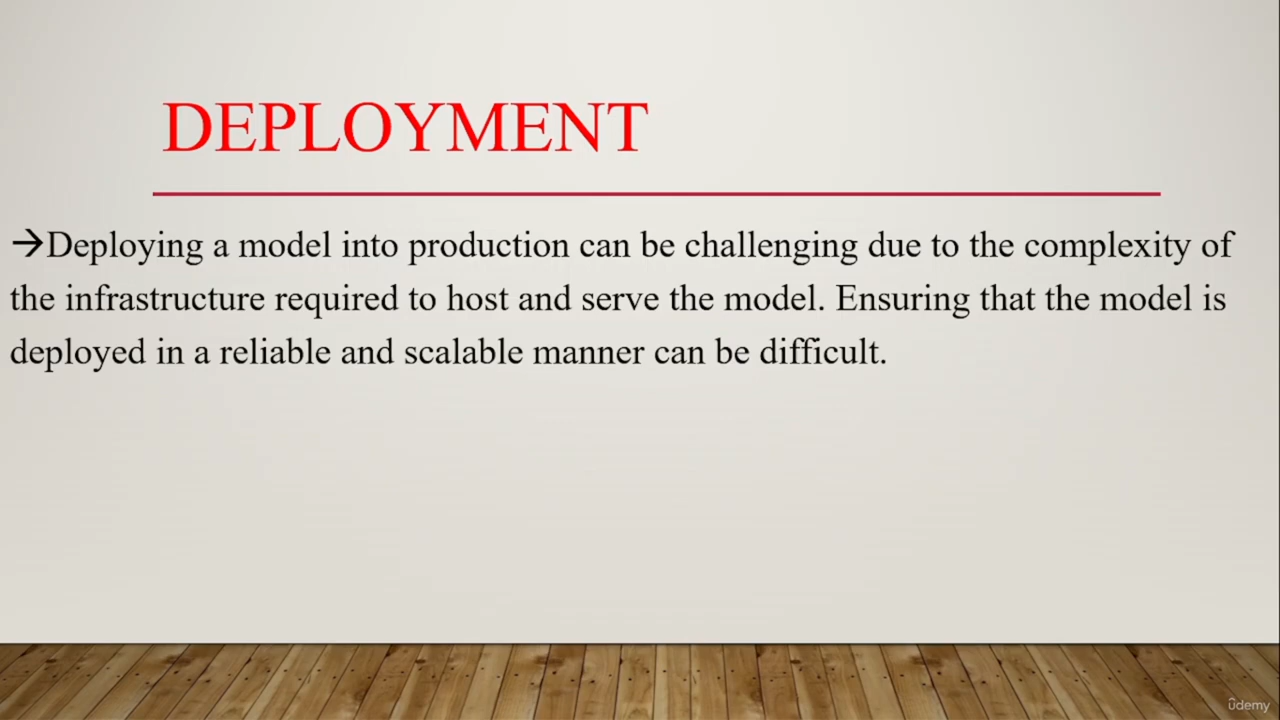 DEPLOYMENT
→Deploying a model into production can be challenging due to the complexity of
the infrastructure required to host and serve the model. Ensuring that the model is
deployed in a reliable and scalable manner can be difficult.
ûdemy